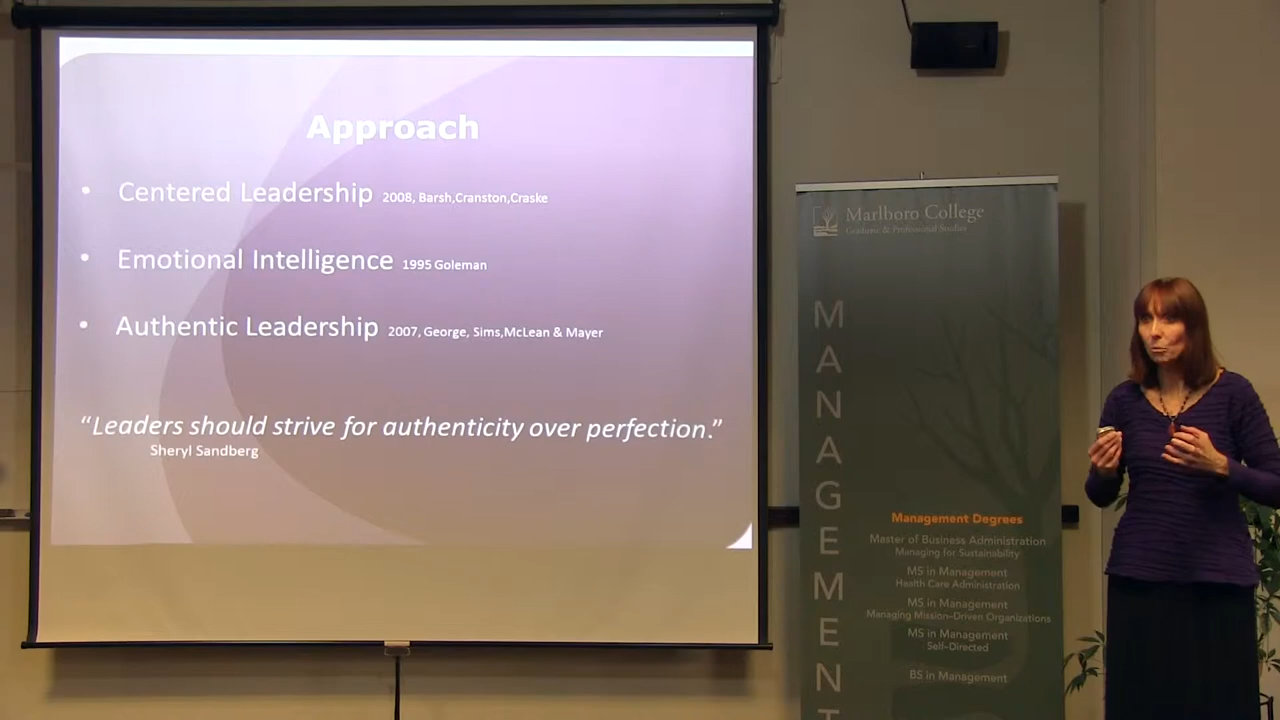 Approach
• Centered Leadership 2008, Barsh,Cranston,Craske
• Emotional Intelligence 1995 Goleman
• Authentic Leadership 2007, George, Sims,McLean & Mayer
“Leaders should strive for authenticity over perfection.”
Sheryl Sandberg
Marlboro College
Graduate & Professional Studies
MANAGEMENT
Management Degrees
Master of Business Administration
Managing for Sustainability
MS in Management
Health Care Administration
MS in Management
Managing Mission–Driven Organizations
MS in Management
Self–Directed
BS in Management